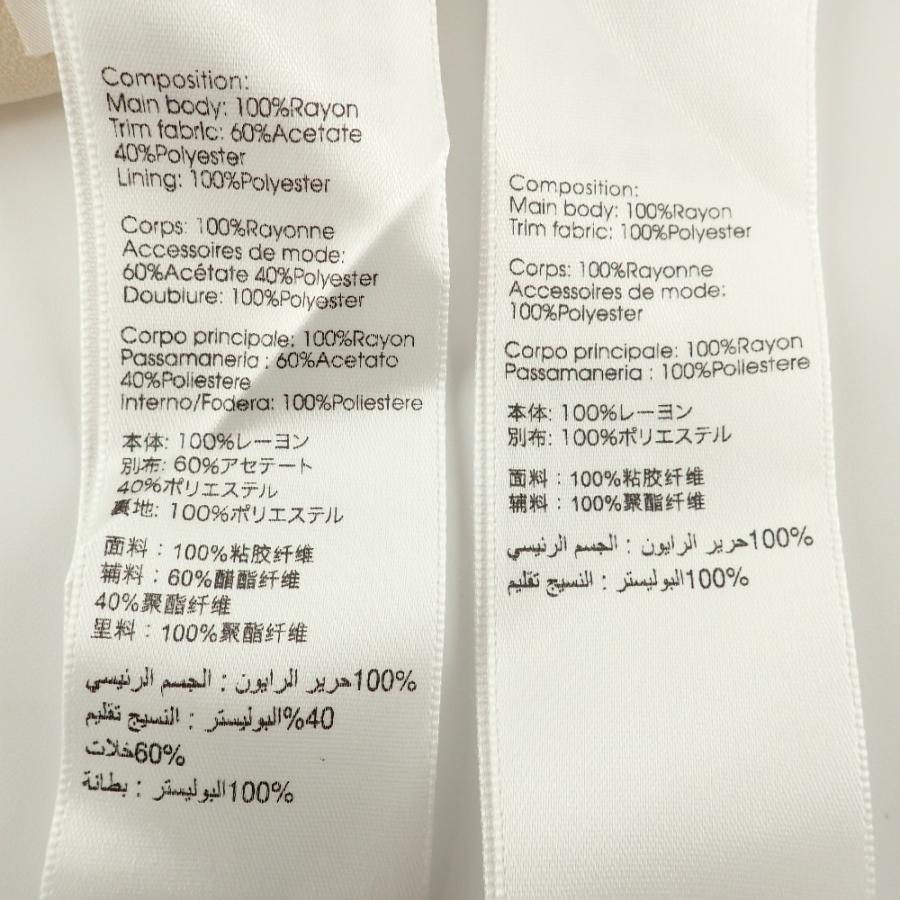 Composition:
Main body: 100%Rayon
Trim fabric: 60%Acetate
40%Polyester
Lining: 100%Polyester
Corps: 100%Rayonne
Accessoires de mode:
60%Acétate 40%Polyester
Doublure: 100%Polyester
Corpo principale: 100%Rayon
Passamaneria : 60%Acetato
40%Poliestere
Interno/Fodera: 100%Poliestere
本体: 100%レーヨン
別布: 60%アセテート
40%ポリエステル
裏地: 100%ポリエステル
面料：100%粘胶纤维
辅料：60%醋酯纤维
40%聚酯纤维
里料：100%聚酯纤维
100%حرير الرايون : الجسم الرئيسي
40%البوليستر : النسيج تقليم
60%خلات
100%البوليستر : بطانة
Composition:
Main body: 100%Rayon
Trim fabric: 100%Polyester
Corps: 100%Rayonne
Accessoires de mode:
100%Polyester
Corpo principale: 100%Rayon
Passamaneria : 100%Poliestere
本体: 100%レーヨン
別布: 100%ポリエステル
面料：100%粘胶纤维
辅料：100%聚酯纤维
100%حرير الرايون : الجسم الرئيسي
100%البوليستر : النسيج تقليم